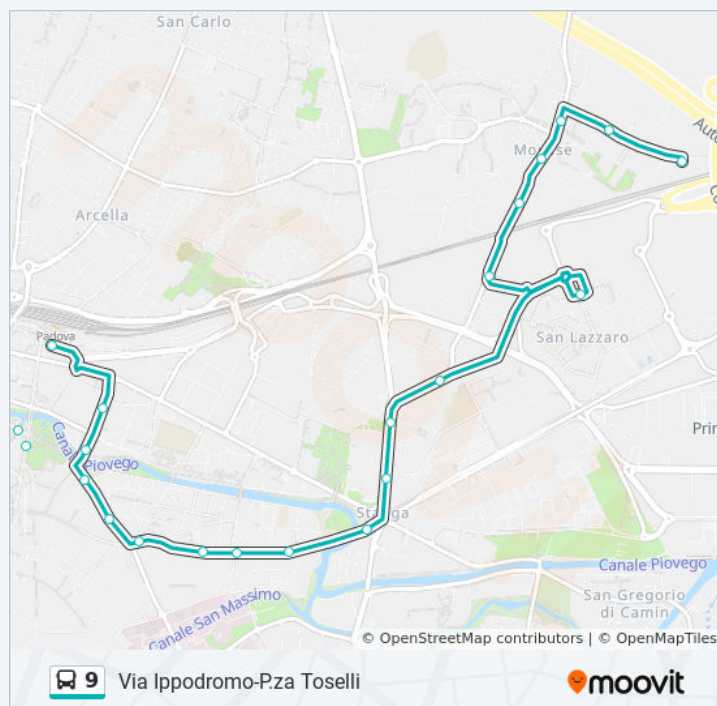 San Carlo
Auto
Mortise
Arcella
San Lazzaro
Padova
Canale Piovego
Prin
Stanga
Canale Piovego
San Gregorio
di Camin
Canale San Massimo
© OpenStreetMap contributors | © OpenMapTiles
9 Via Ippodromo-P.za Toselli
moovit